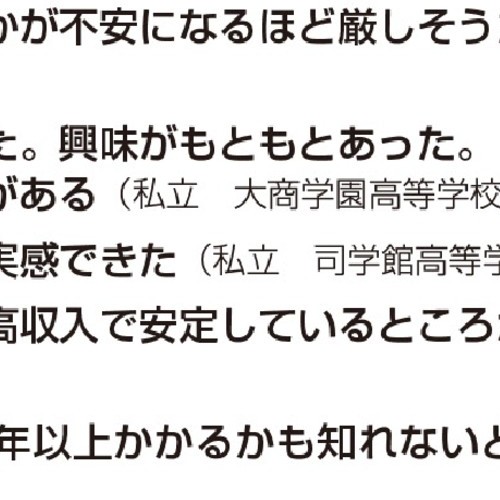 かが不安になるほど厳しそう
た。興味がもともとあった。
がある（私立　大商学園高等学校
実感できた（私立　司学館高等学
高収入で安定しているところ
年以上かかるかも知れないと